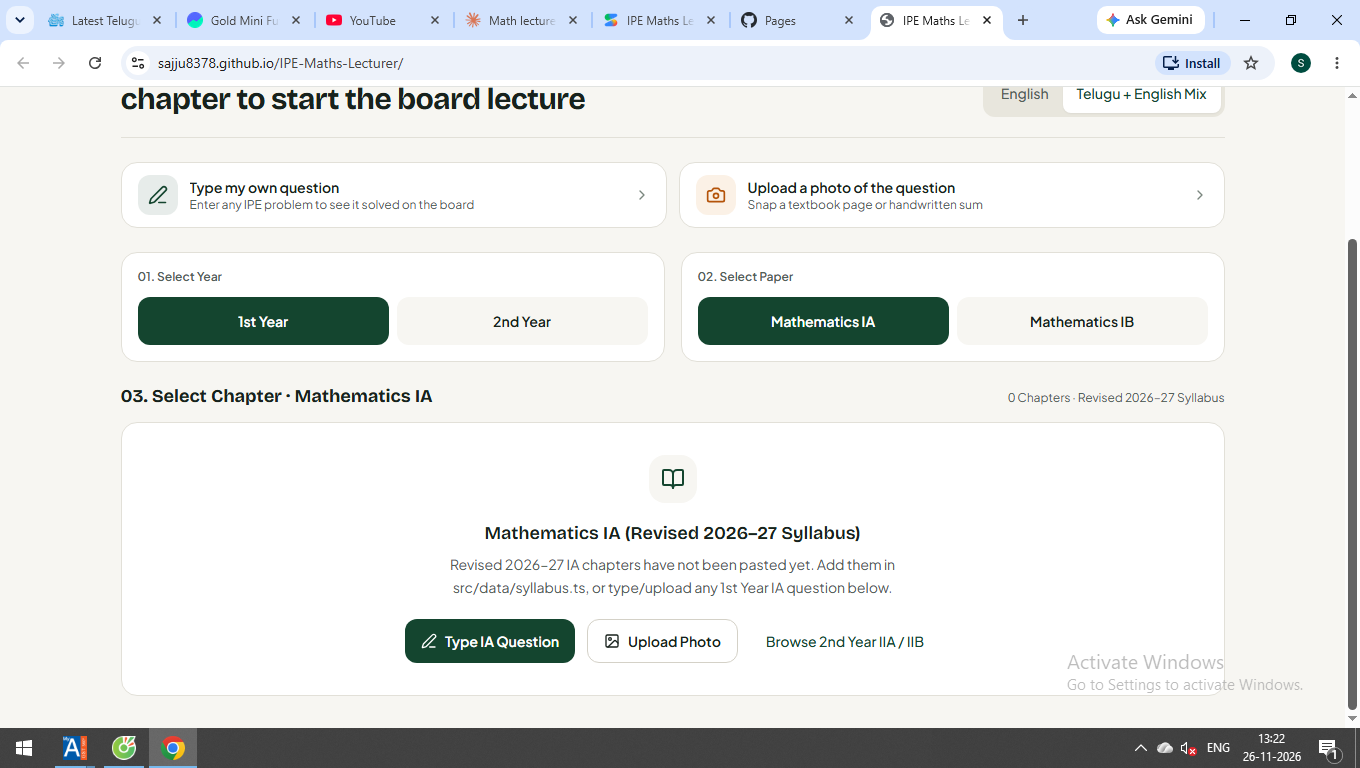 Latest Telugu
Gold Mini Fu
YouTube
Math lecture
IPE Maths Le
Pages
IPE Maths Le
Ask Gemini
sajju8378.github.io/IPE-Maths-Lecturer/
Install
S
chapter to start the board lecture
English
Telugu + English Mix
Type my own question
Enter any IPE problem to see it solved on the board
Upload a photo of the question
Snap a textbook page or handwritten sum
01. Select Year
1st Year
2nd Year
02. Select Paper
Mathematics IA
Mathematics IB
03. Select Chapter · Mathematics IA
0 Chapters · Revised 2026–27 Syllabus
Mathematics IA (Revised 2026–27 Syllabus)
Revised 2026–27 IA chapters have not been pasted yet. Add them in
src/data/syllabus.ts, or type/upload any 1st Year IA question below.
Type IA Question
Upload Photo
Browse 2nd Year IIA / IIB
Activate Windows
Go to Settings to activate Windows.
ENG
13:22
26-11-2026
1